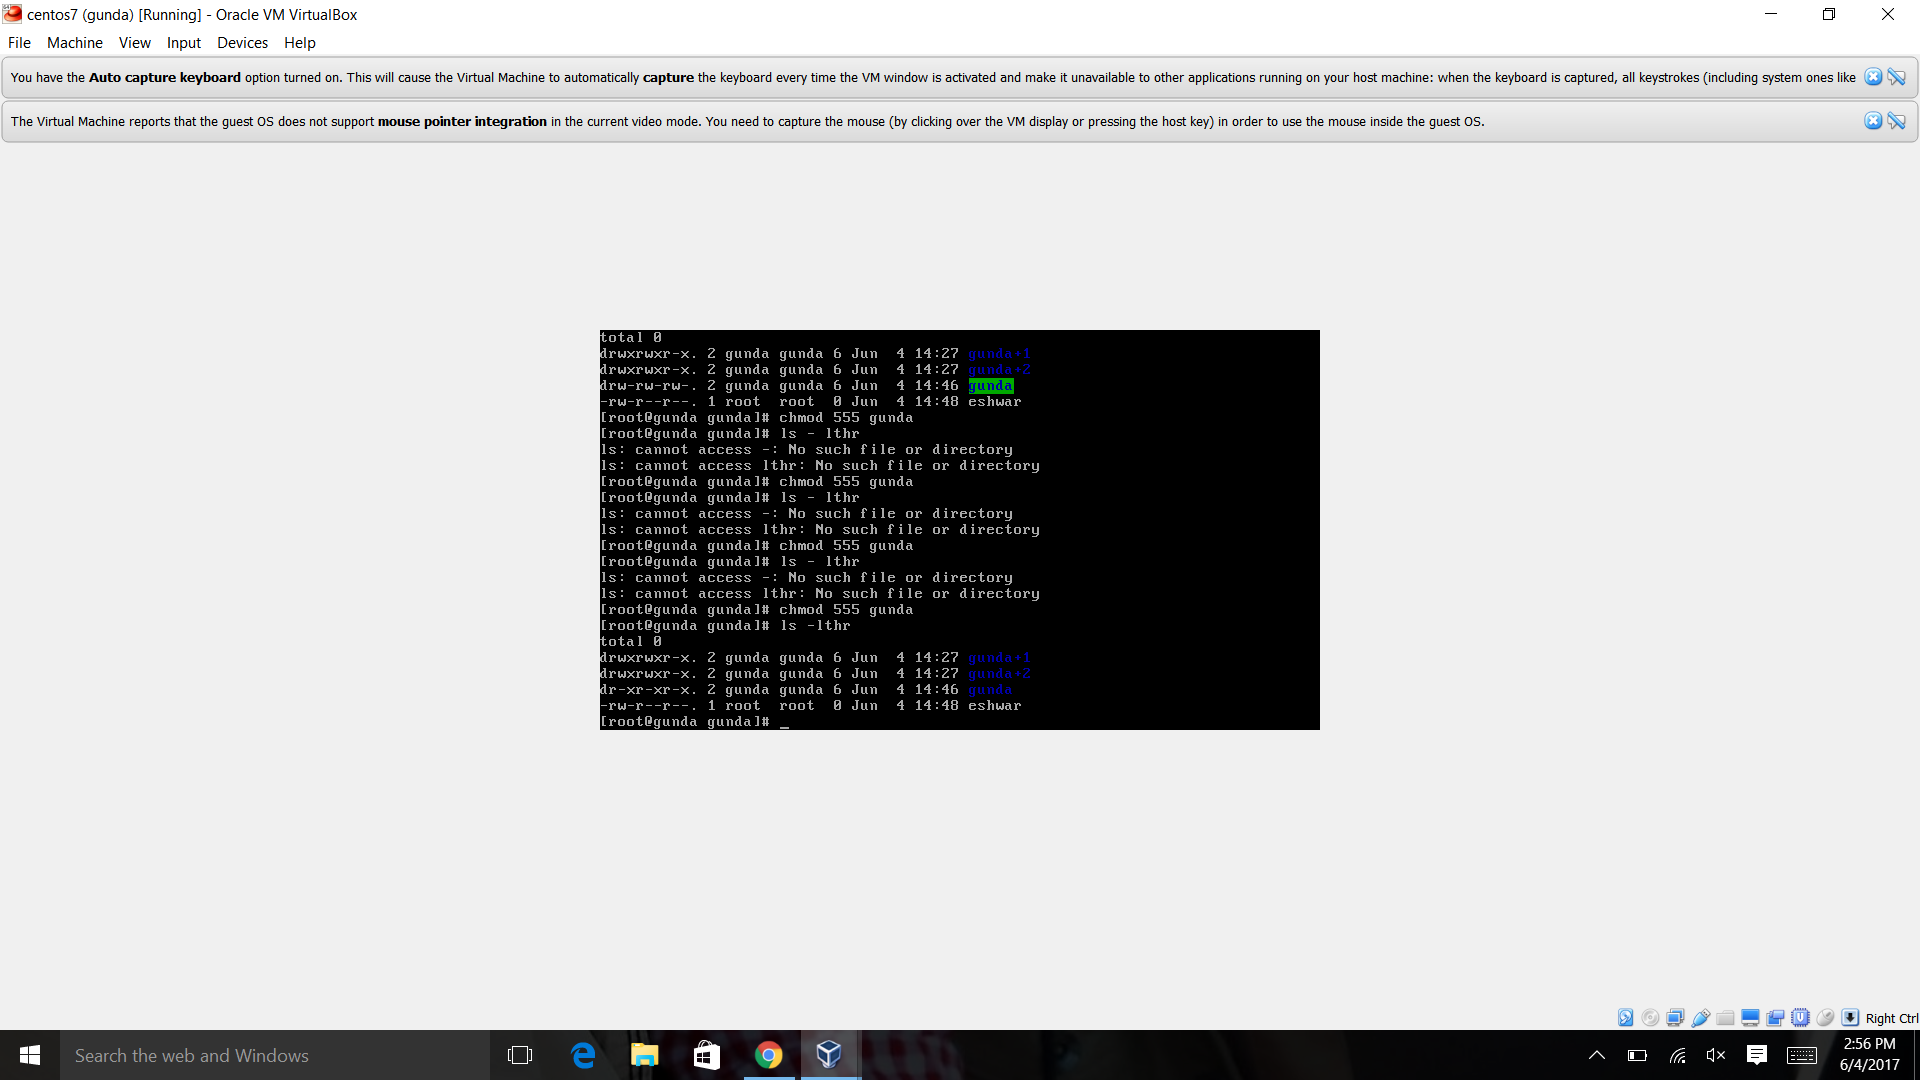 centos7 (gunda) [Running] - Oracle VM VirtualBox
File Machine View Input Devices Help
You have the Auto capture keyboard option turned on. This will cause the Virtual Machine to automatically capture the keyboard every time the VM window is activated and make it unavailable to other applications running on your host machine: when the keyboard is captured, all keystrokes (including system ones like
The Virtual Machine reports that the guest OS does not support mouse pointer integration in the current video mode. You need to capture the mouse (by clicking over the VM display or pressing the host key) in order to use the mouse inside the guest OS.
total 0
drwxrwxr-x. 2 gunda gunda 6 Jun  4 14:27 gunda+1
drwxrwxr-x. 2 gunda gunda 6 Jun  4 14:27 gunda+2
drw-rw-rw-. 2 gunda gunda 6 Jun  4 14:46 gunda
-rw-r--r--. 1 root  root  0 Jun  4 14:48 eshwar
[root@gunda gunda]# chmod 555 gunda
[root@gunda gunda]# ls - lthr
ls: cannot access -: No such file or directory
ls: cannot access lthr: No such file or directory
[root@gunda gunda]# chmod 555 gunda
[root@gunda gunda]# ls - lthr
ls: cannot access -: No such file or directory
ls: cannot access lthr: No such file or directory
[root@gunda gunda]# chmod 555 gunda
[root@gunda gunda]# ls - lthr
ls: cannot access -: No such file or directory
ls: cannot access lthr: No such file or directory
[root@gunda gunda]# chmod 555 gunda
[root@gunda gunda]# ls -lthr
total 0
drwxrwxr-x. 2 gunda gunda 6 Jun  4 14:27 gunda+1
drwxrwxr-x. 2 gunda gunda 6 Jun  4 14:27 gunda+2
dr-xr-xr-x. 2 gunda gunda 6 Jun  4 14:46 gunda
-rw-r--r--. 1 root  root  0 Jun  4 14:48 eshwar
[root@gunda gunda]# _
Right Ctrl
Search the web and Windows
2:56 PM
6/4/2017